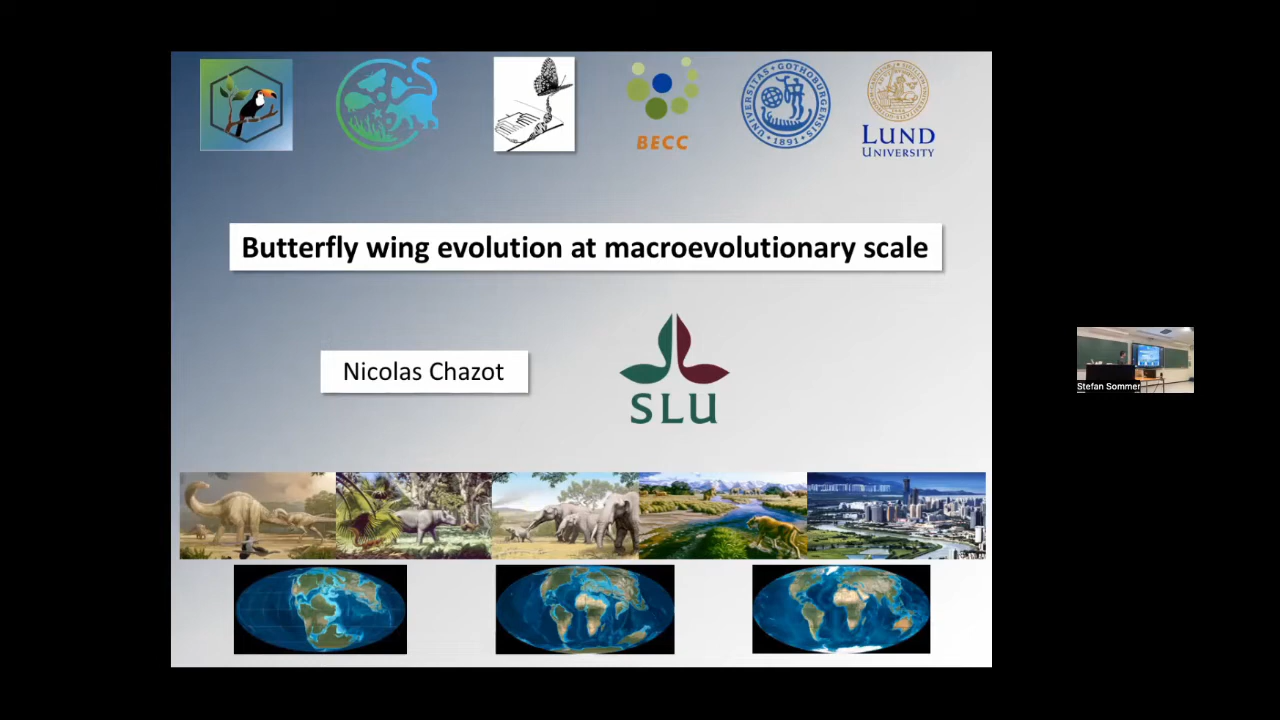 BECC
UNIVERSITAS · GOTHOBURGENSIS · 1891 ·
LUND
UNIVERSITY
Butterfly wing evolution at macroevolutionary scale
Nicolas Chazot
SLU
Stefan Sommer